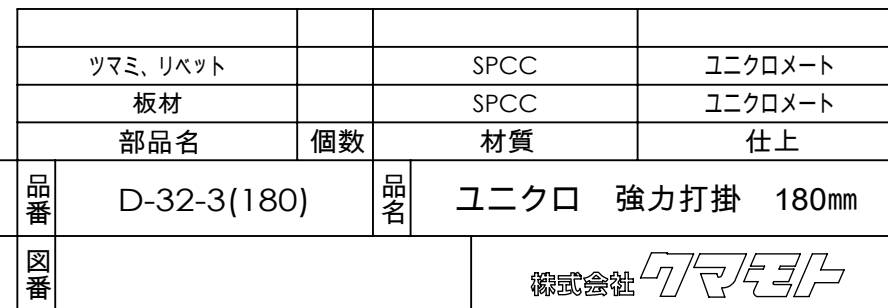 ツマミ、リベット SPCC ユニクロメート
板材 SPCC ユニクロメート
部品名 個数 材質 仕上
品番 D-32-3(180) 品名 ユニクロ 強力打掛 180㎜
図番 株式会社クマモト